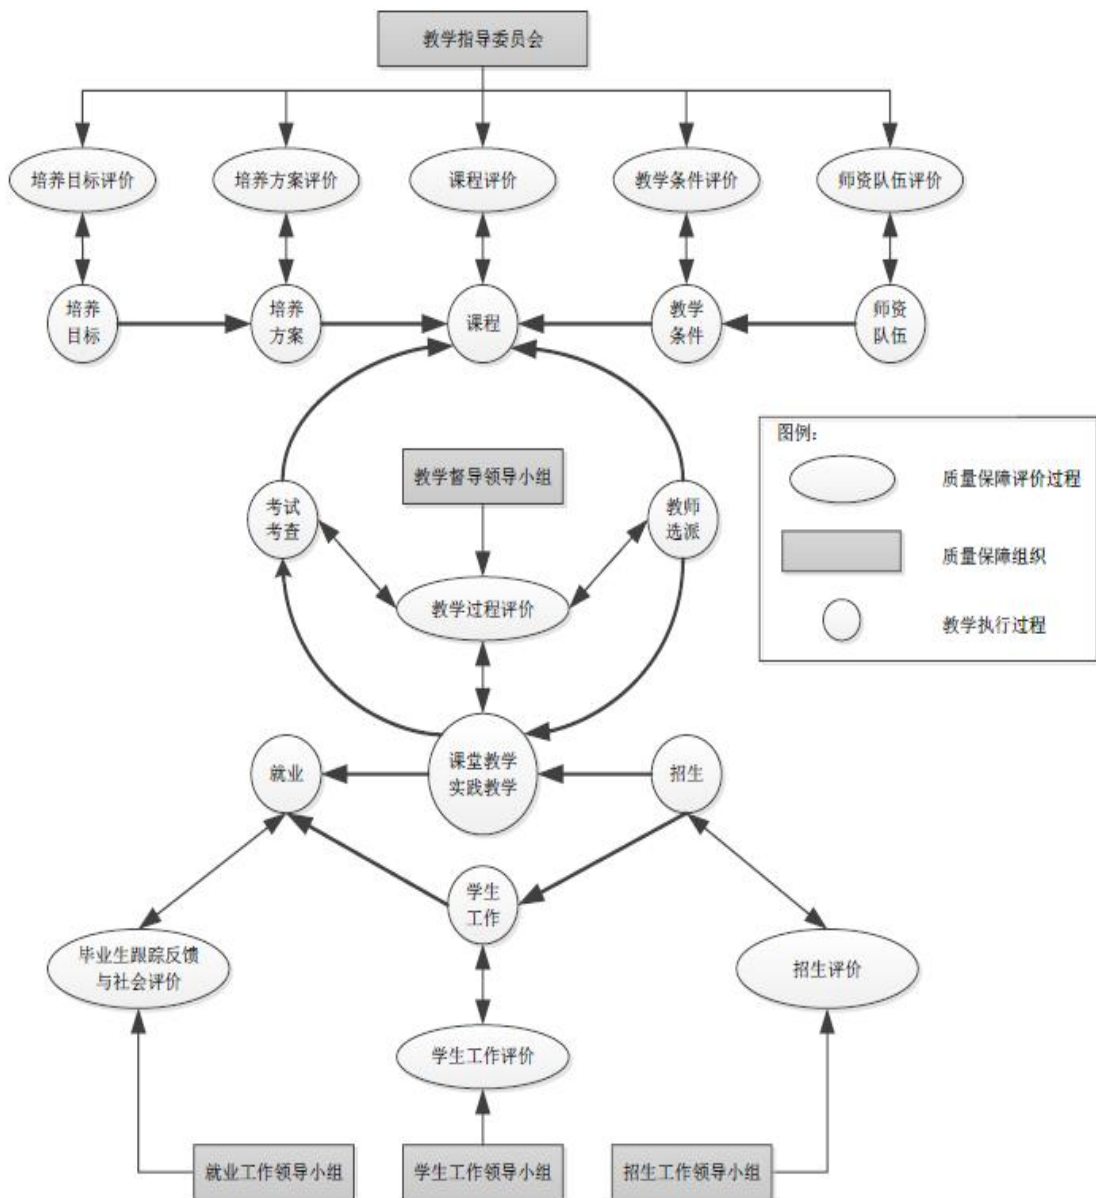 教学指导委员会
培养目标评价
培养方案评价
课程评价
教学条件评价
师资队伍评价
培养
目标
培养
方案
课程
教学
条件
师资
队伍
图例：
质量保障评价过程
质量保障组织
教学执行过程
教学督导领导小组
考试
考查
教师
选派
教学过程评价
课堂教学
实践教学
就业
招生
学生
工作
毕业生跟踪反馈
与社会评价
招生评价
学生工作评价
就业工作领导小组
学生工作领导小组
招生工作领导小组